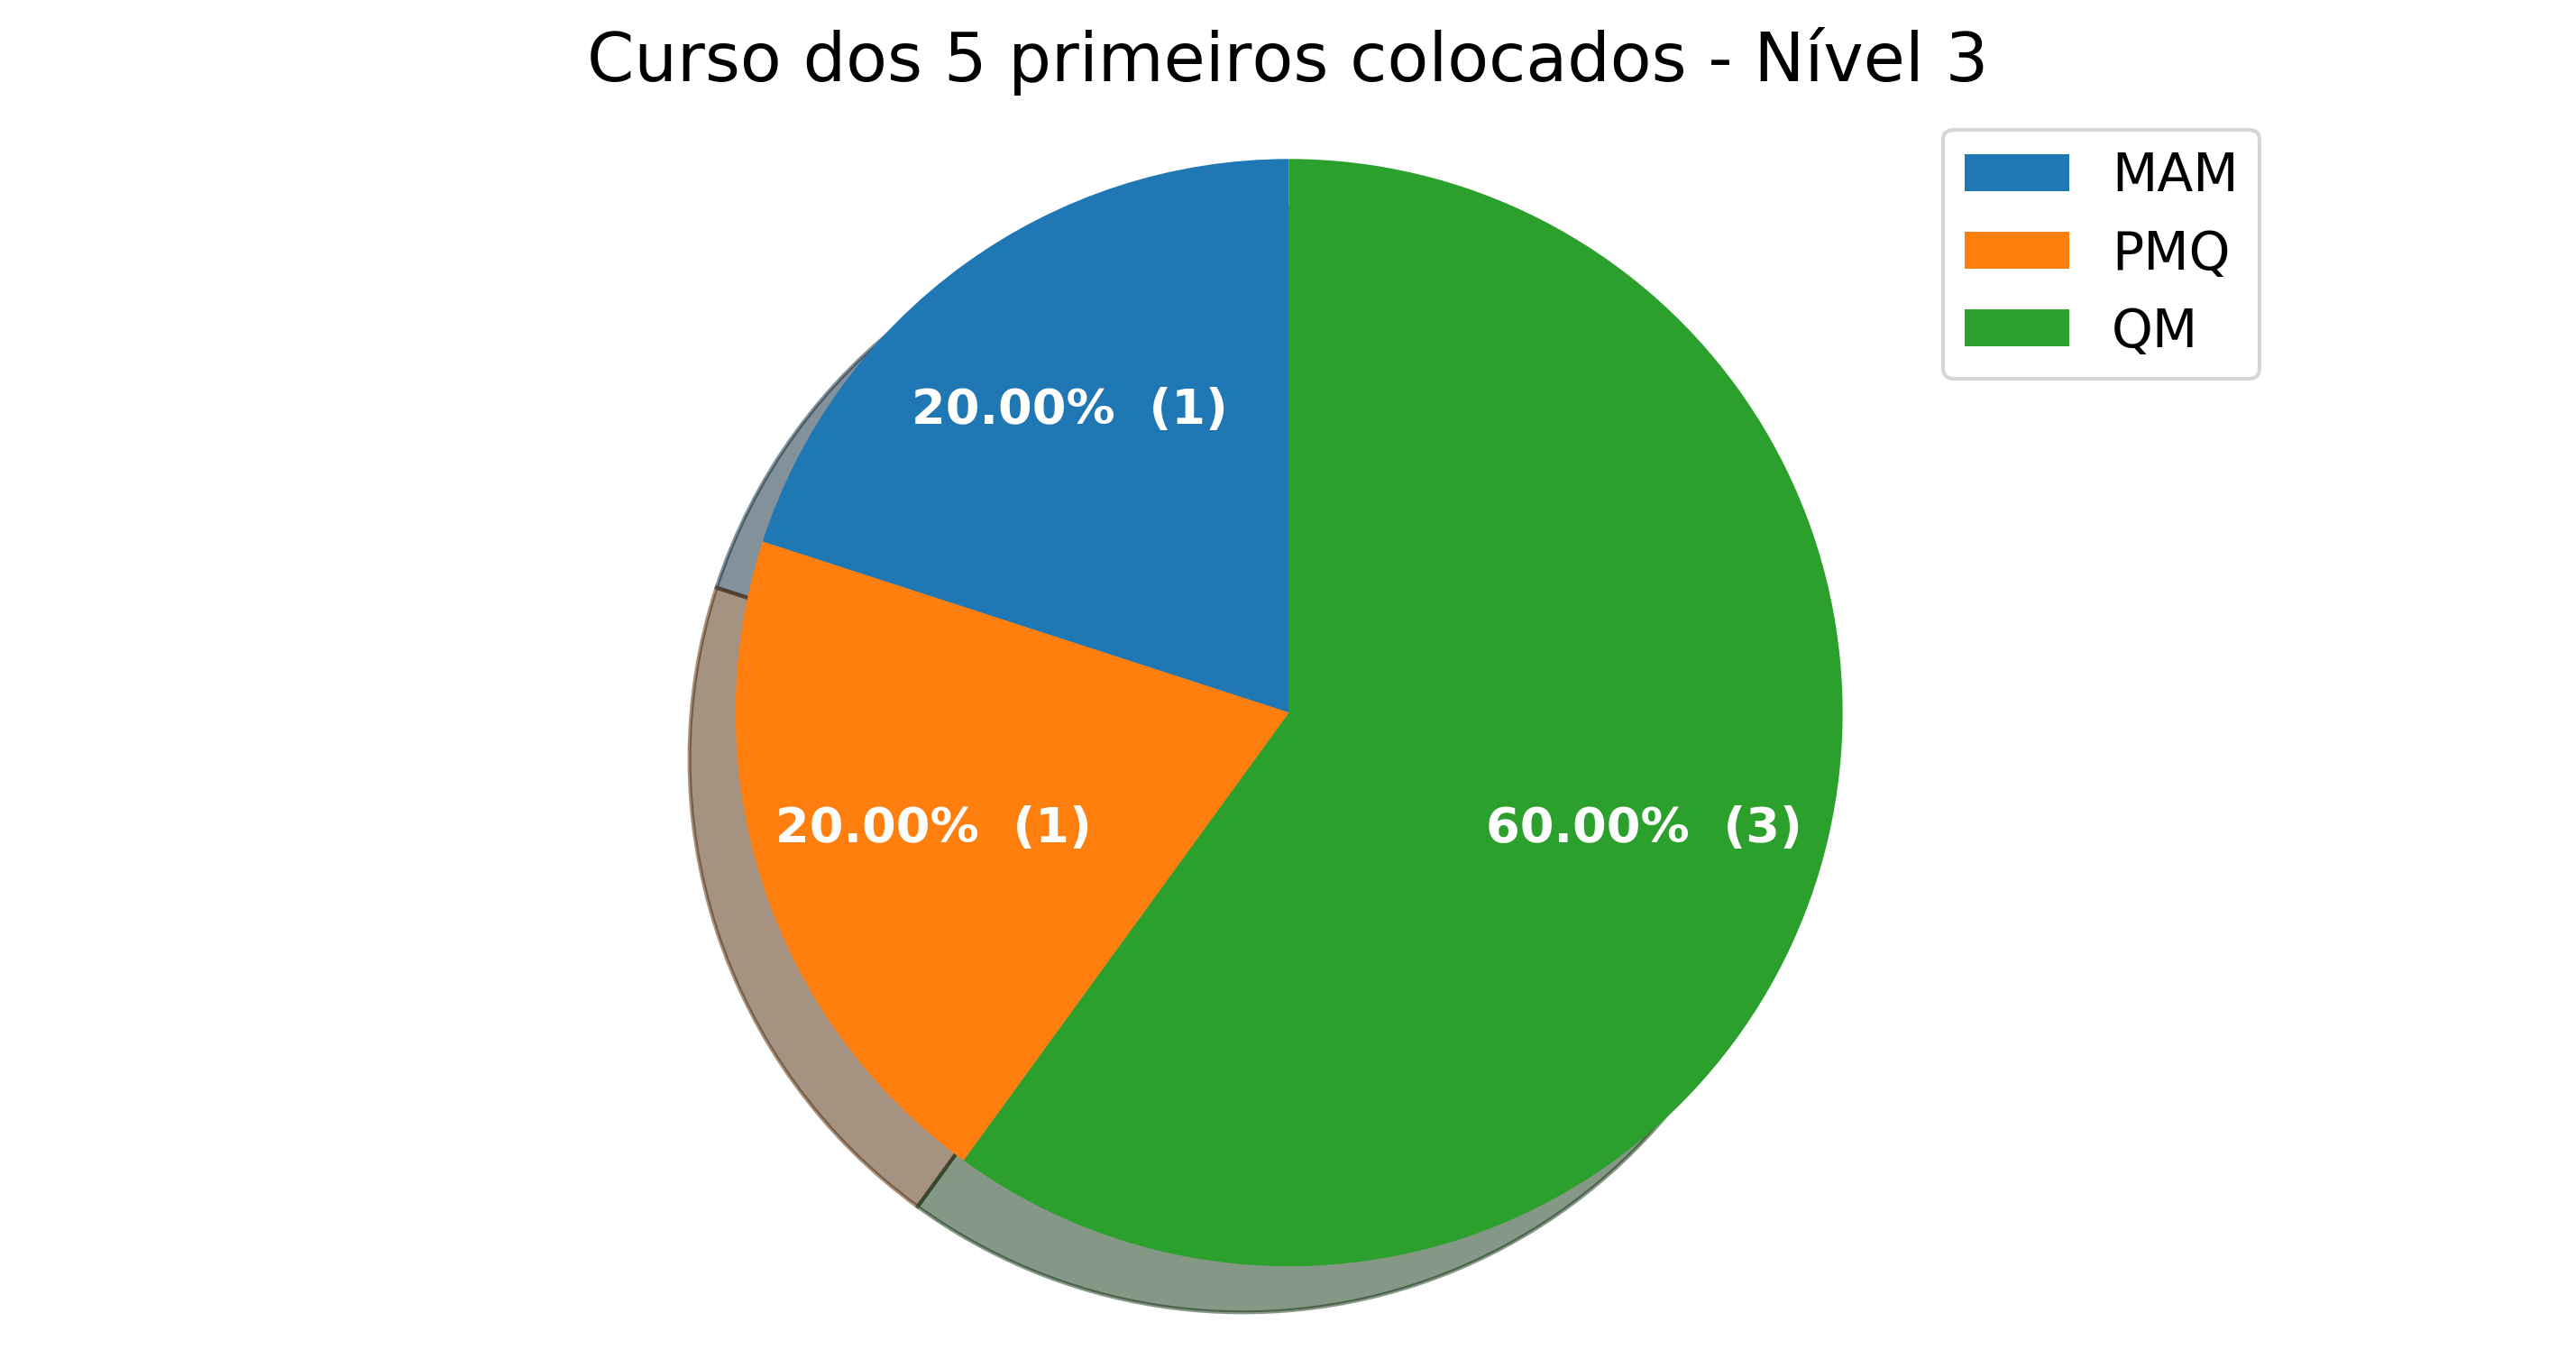 Curso dos 5 primeiros colocados - Nível 3
MAM
PMQ
QM
20.00%  (1)
20.00%  (1)
60.00%  (3)